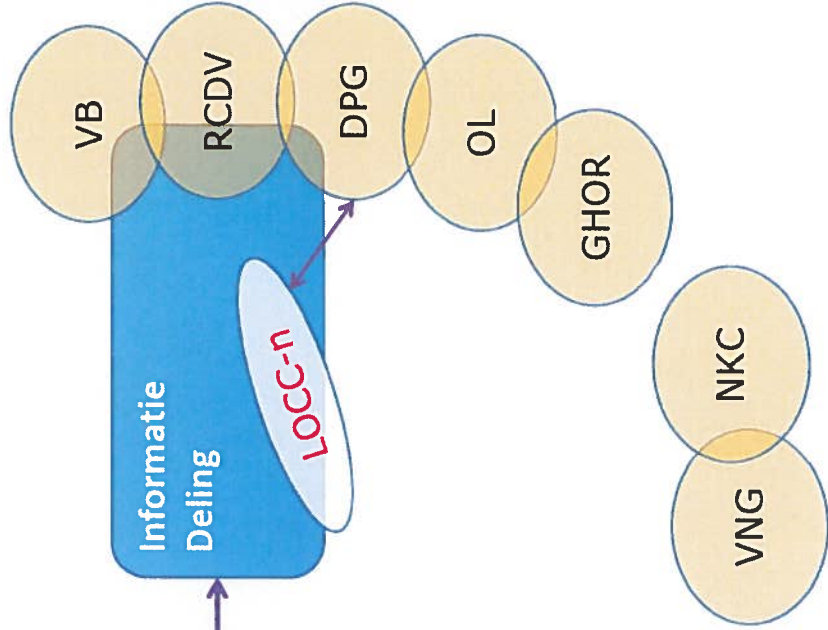 VB
RCDV
DPG
OL
GHOR
NKC
VNG
Informatie
Deling
LOCC-n